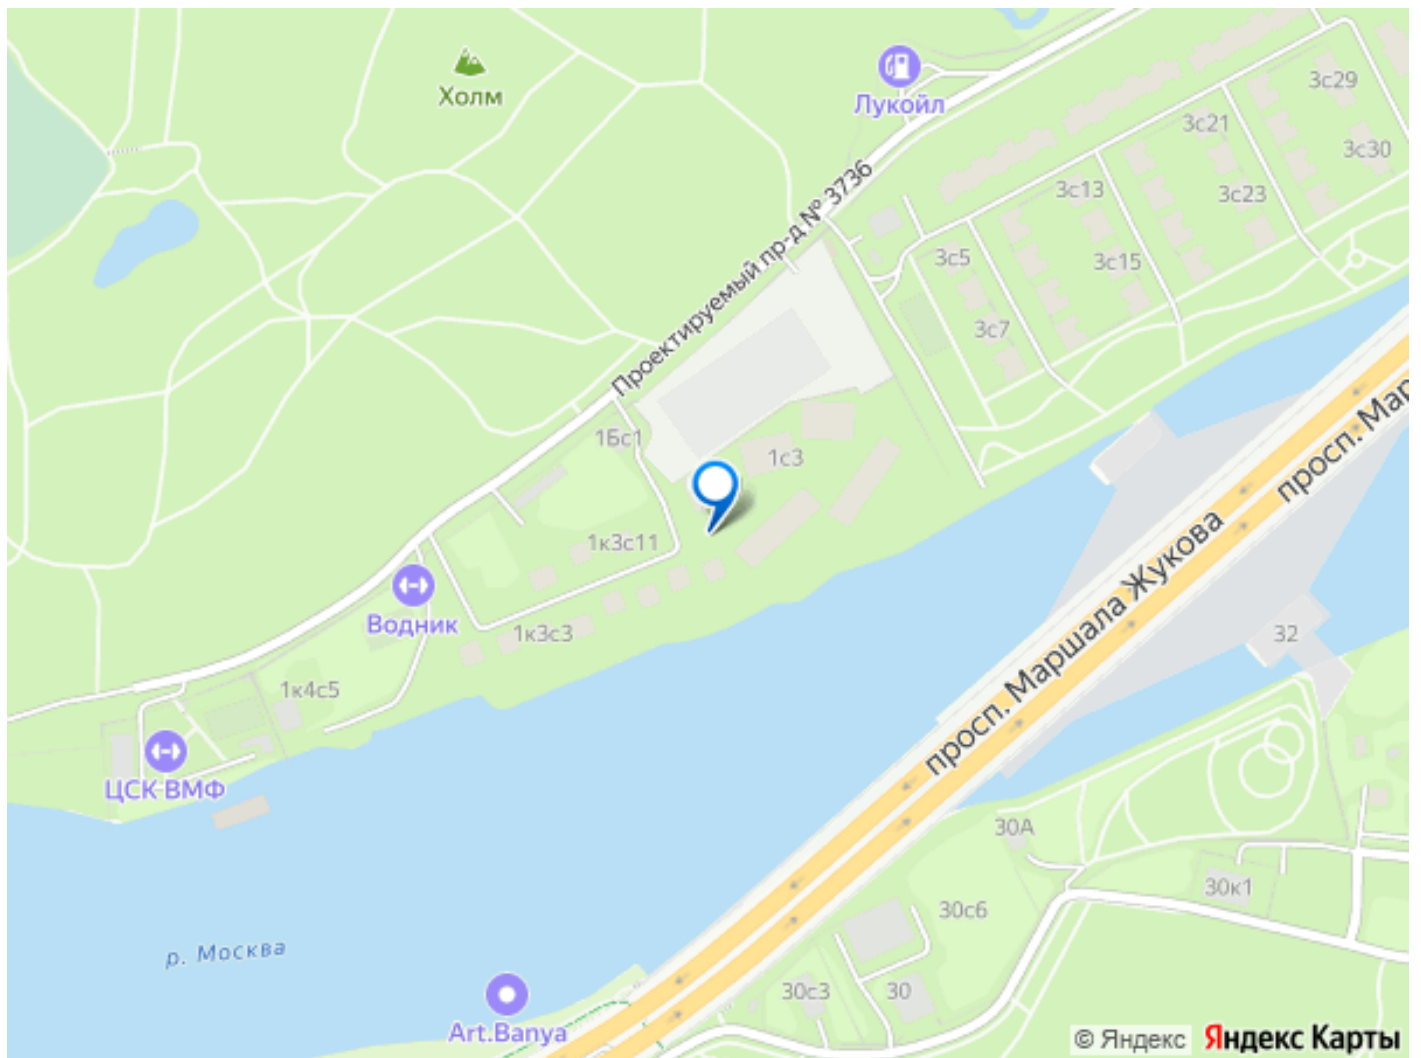 Холм
Лукойл
3с29
3с21
3с30
3с13
3с23
Проектируемый пр-д № 3736
3с5
3с15
3с7
1Бс1
1с3
просп. Мар
1к3с11
Водник
1к3с3
просп. Маршала Жукова
32
1к4с5
ЦСК ВМФ
30А
30к1
30с6
р. Москва
30с3
30
Art.Banya
© Яндекс Яндекс Карты